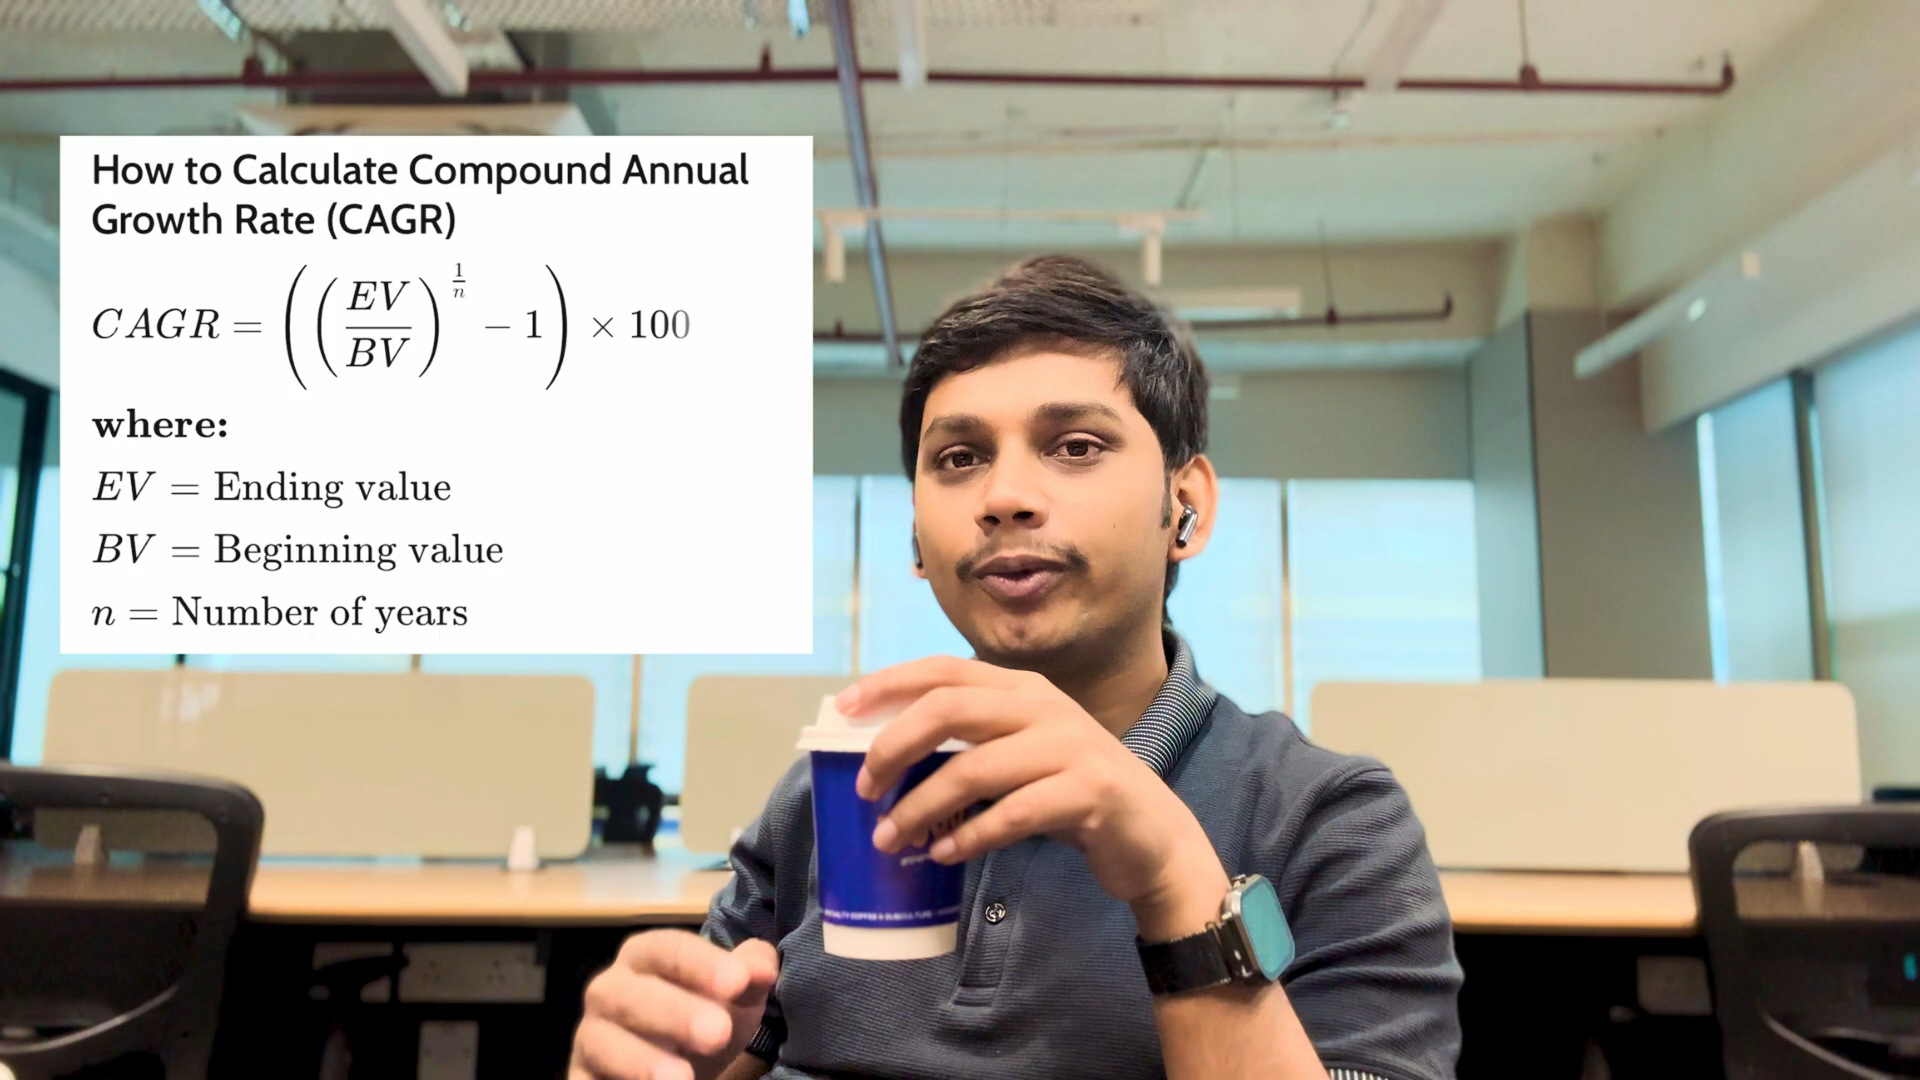 How to Calculate Compound Annual
Growth Rate (CAGR)
CAGR = ((EV/BV)^(1/n) − 1) × 100
where:
EV = Ending value
BV = Beginning value
n = Number of years